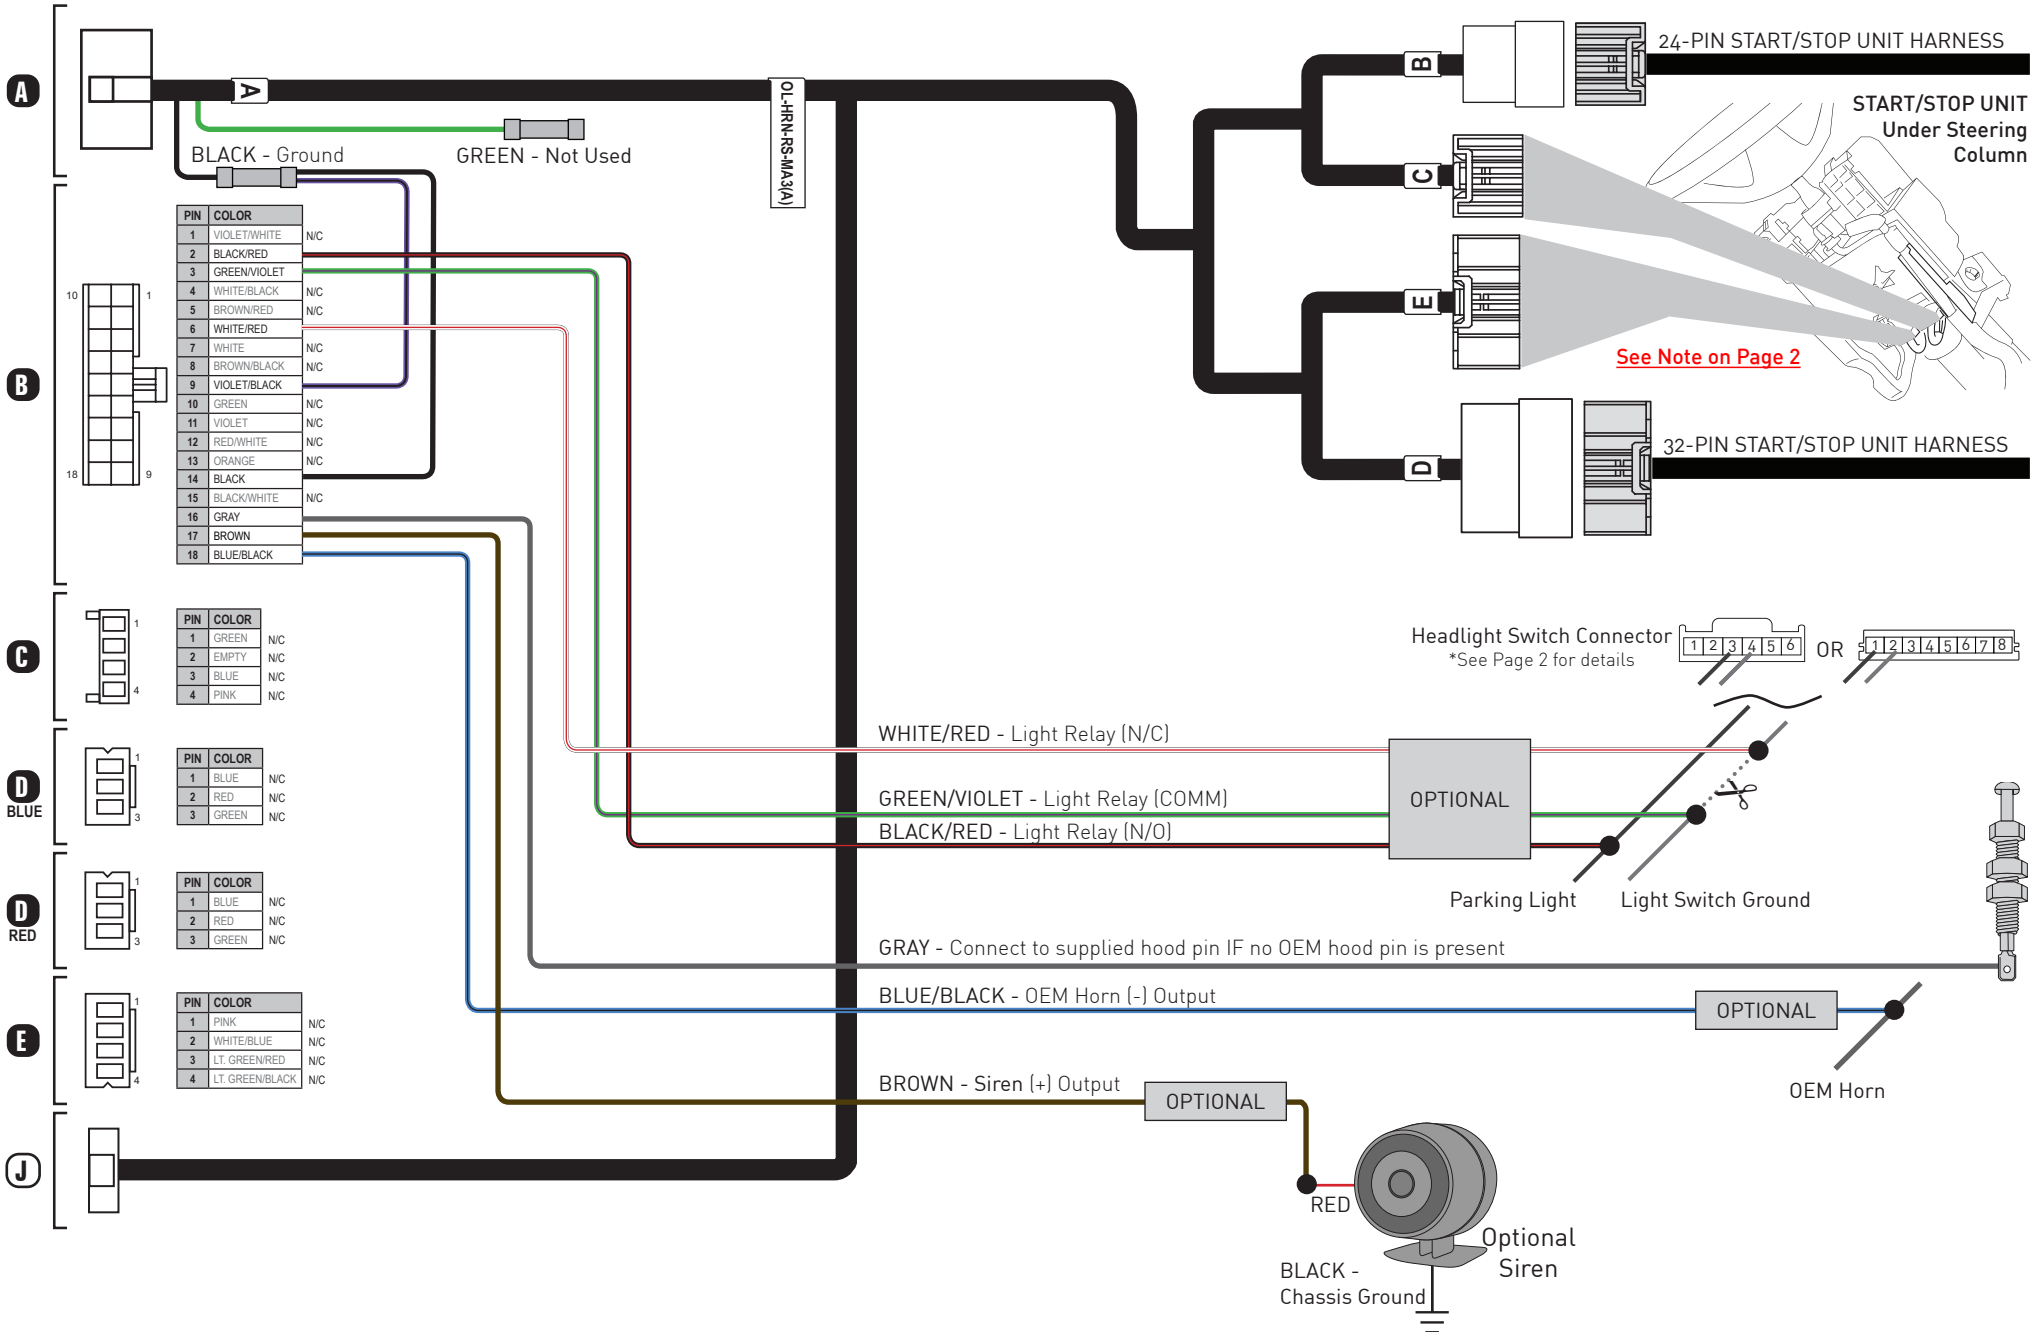 A
A
BLACK - Ground
GREEN - Not Used
OL-HRN-RS-MA3(A)
B
24-PIN START/STOP UNIT HARNESS
START/STOP UNIT
Under Steering
Column
C
E
See Note on Page 2
D
32-PIN START/STOP UNIT HARNESS
B
10 1
18 9
PIN COLOR
1 VIOLET/WHITE N/C
2 BLACK/RED
3 GREEN/VIOLET
4 WHITE/BLACK N/C
5 BROWN/RED N/C
6 WHITE/RED
7 WHITE N/C
8 BROWN/BLACK N/C
9 VIOLET/BLACK
10 GREEN N/C
11 VIOLET N/C
12 RED/WHITE N/C
13 ORANGE N/C
14 BLACK
15 BLACK/WHITE N/C
16 GRAY
17 BROWN
18 BLUE/BLACK
C
1
4
PIN COLOR
1 GREEN N/C
2 EMPTY N/C
3 BLUE N/C
4 PINK N/C
Headlight Switch Connector
*See Page 2 for details
1 2 3 4 5 6
OR
1 2 3 4 5 6 7 8
D
BLUE
1
3
PIN COLOR
1 BLUE N/C
2 RED N/C
3 GREEN N/C
WHITE/RED - Light Relay (N/C)
GREEN/VIOLET - Light Relay (COMM)
BLACK/RED - Light Relay (N/O)
OPTIONAL
Parking Light
Light Switch Ground
D
RED
1
3
PIN COLOR
1 BLUE N/C
2 RED N/C
3 GREEN N/C
GRAY - Connect to supplied hood pin IF no OEM hood pin is present
E
1
4
PIN COLOR
1 PINK N/C
2 WHITE/BLUE N/C
3 LT. GREEN/RED N/C
4 LT. GREEN/BLACK N/C
BLUE/BLACK - OEM Horn (-) Output
OPTIONAL
OEM Horn
BROWN - Siren (+) Output
OPTIONAL
J
RED
Optional
Siren
BLACK -
Chassis Ground